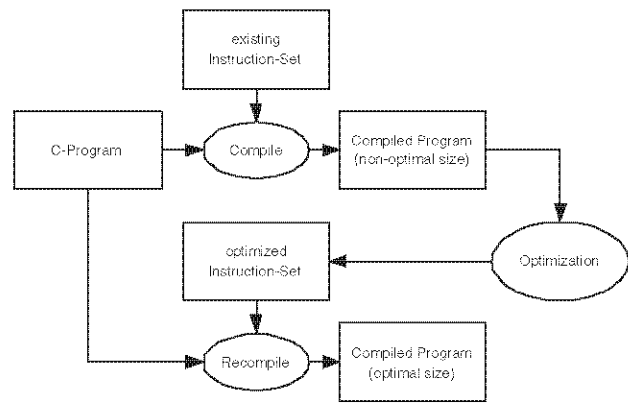 existing
Instruction-Set
C-Program
Compile
Compiled Program
(non-optimal size)
optimized
Instruction-Set
Optimization
Recompile
Compiled Program
(optimal size)